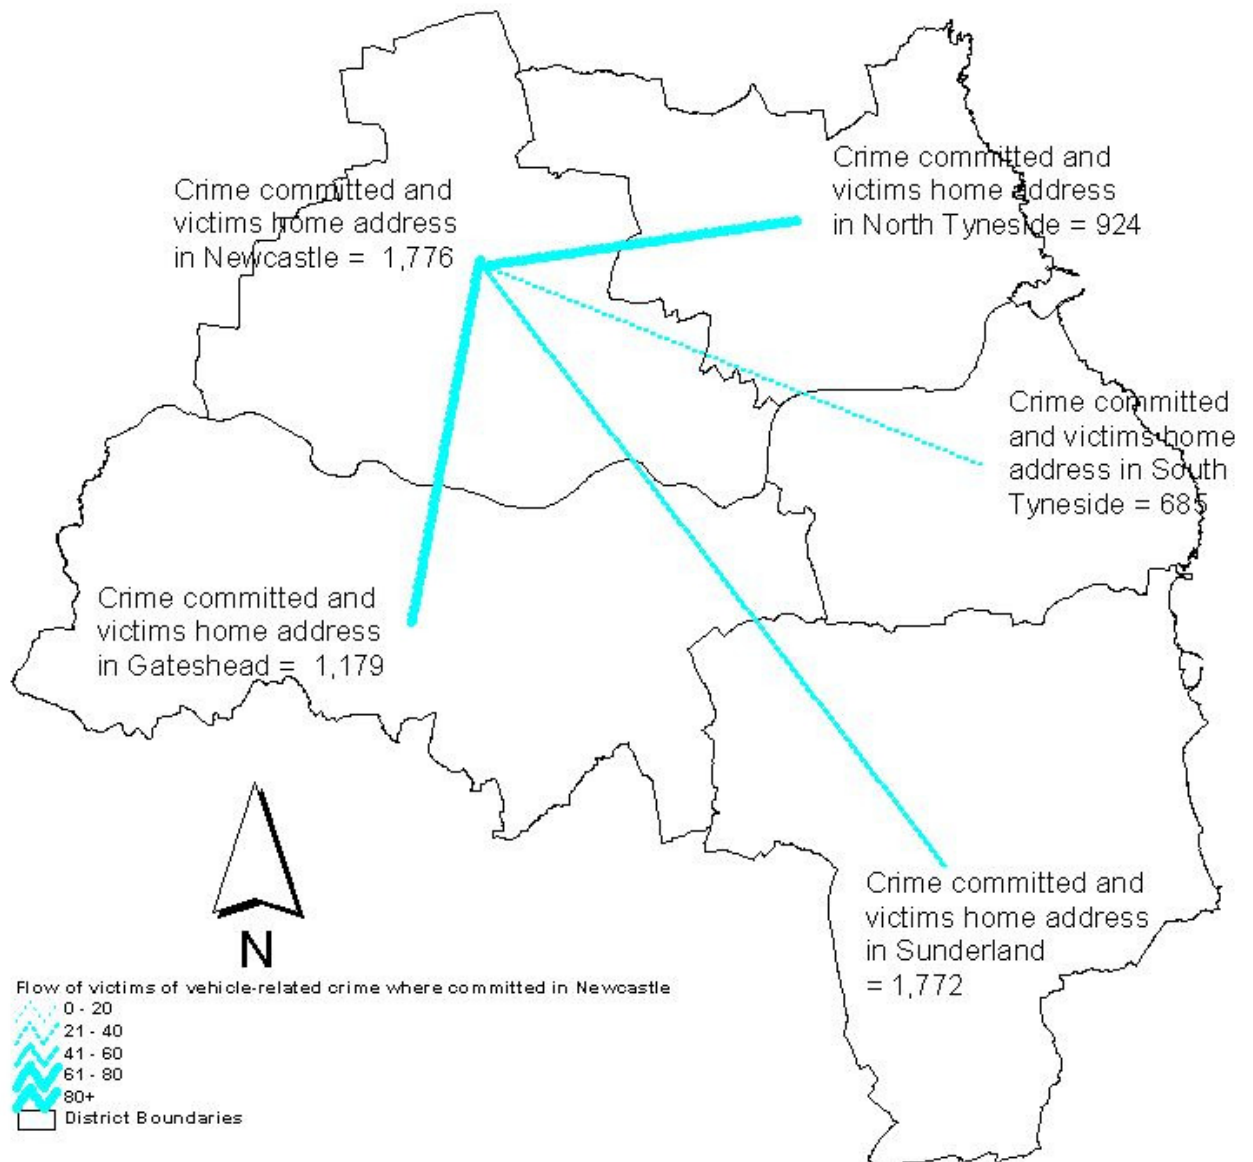 Crime committed and
victims home address
in Newcastle = 1,776
Crime committed and
victims home address
in North Tyneside = 924
Crime committed
and victims home
address in South
Tyneside = 685
Crime committed and
victims home address
in Gateshead = 1,179
Crime committed and
victims home address
in Sunderland
= 1,772
N
Flow of victims of vehicle-related crime where committed in Newcastle
0 - 20
21 - 40
41 - 60
61 - 80
80+
District Boundaries